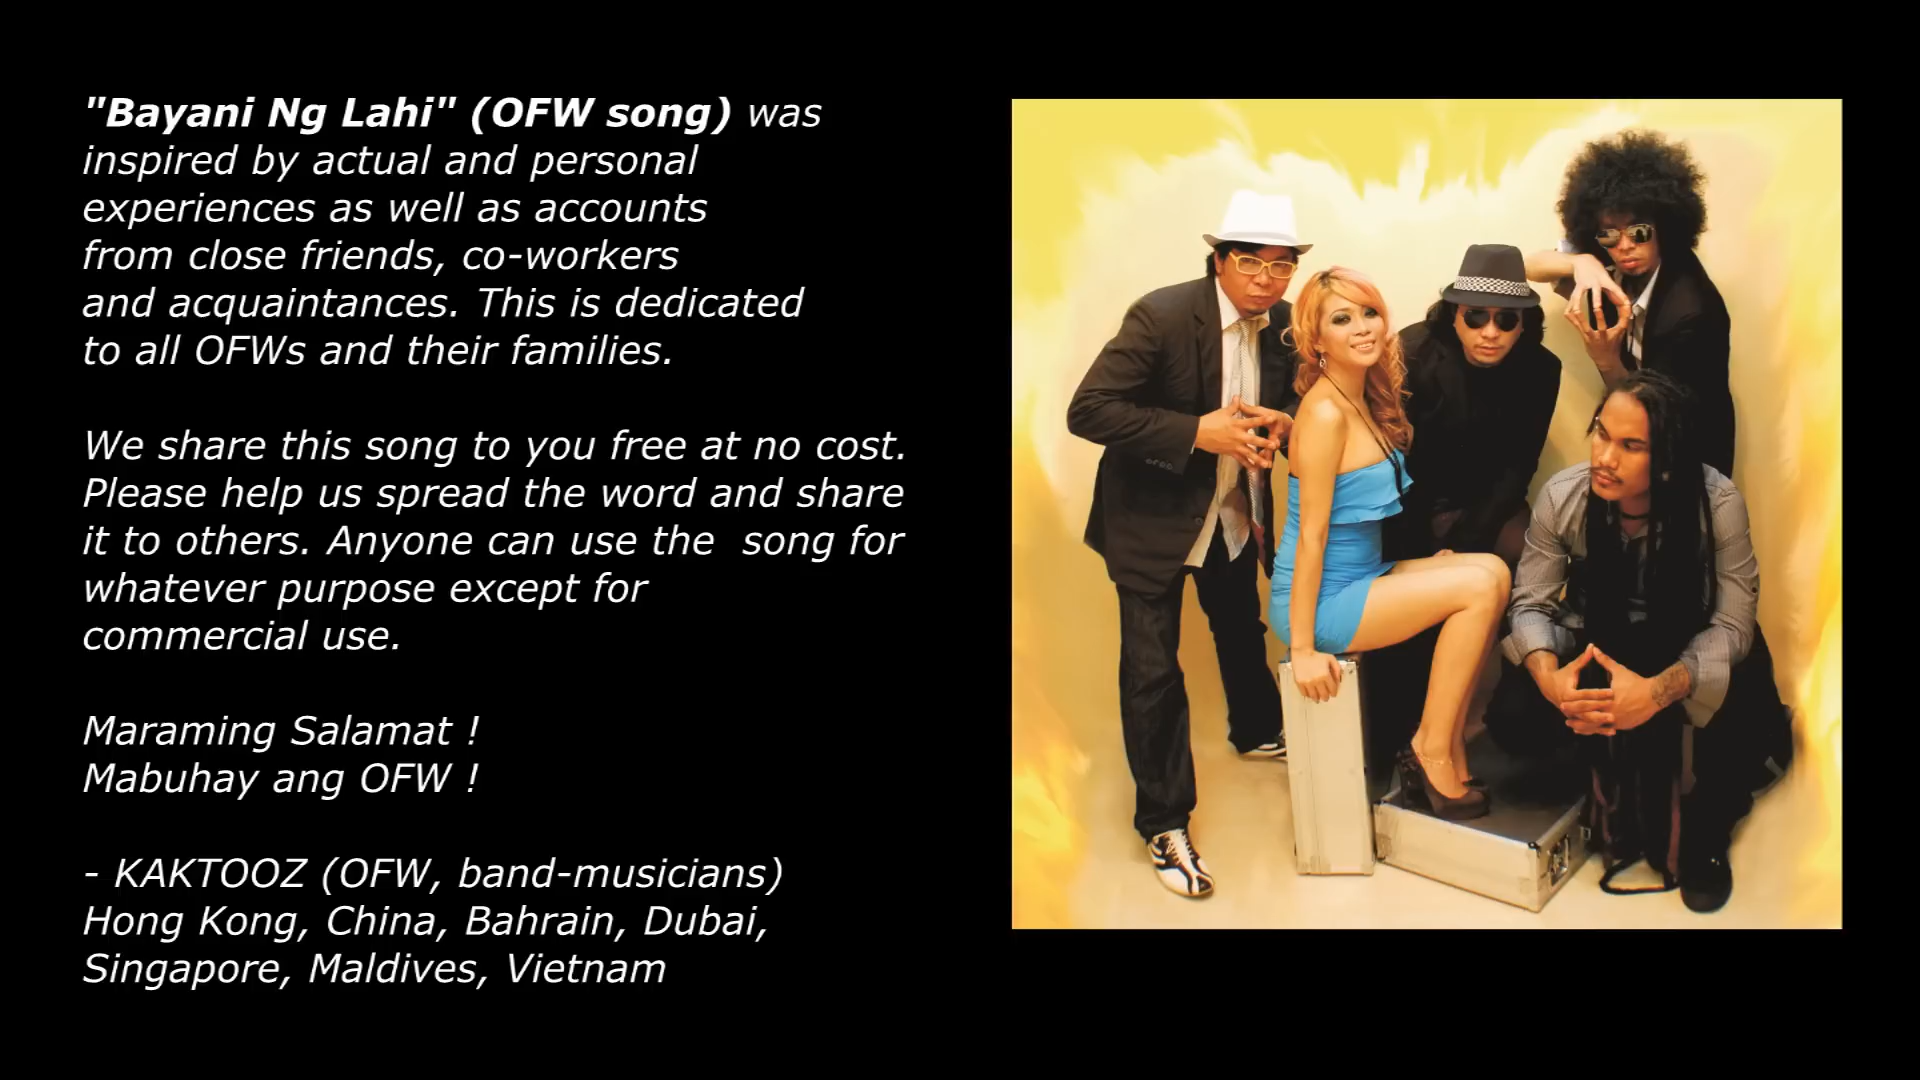 "Bayani Ng Lahi" (OFW song) was
inspired by actual and personal
experiences as well as accounts
from close friends, co-workers
and acquaintances. This is dedicated
to all OFWs and their families.
We share this song to you free at no cost.
Please help us spread the word and share
it to others. Anyone can use the  song for
whatever purpose except for
commercial use.
Maraming Salamat !
Mabuhay ang OFW !
- KAKTOOZ (OFW, band-musicians)
Hong Kong, China, Bahrain, Dubai,
Singapore, Maldives, Vietnam